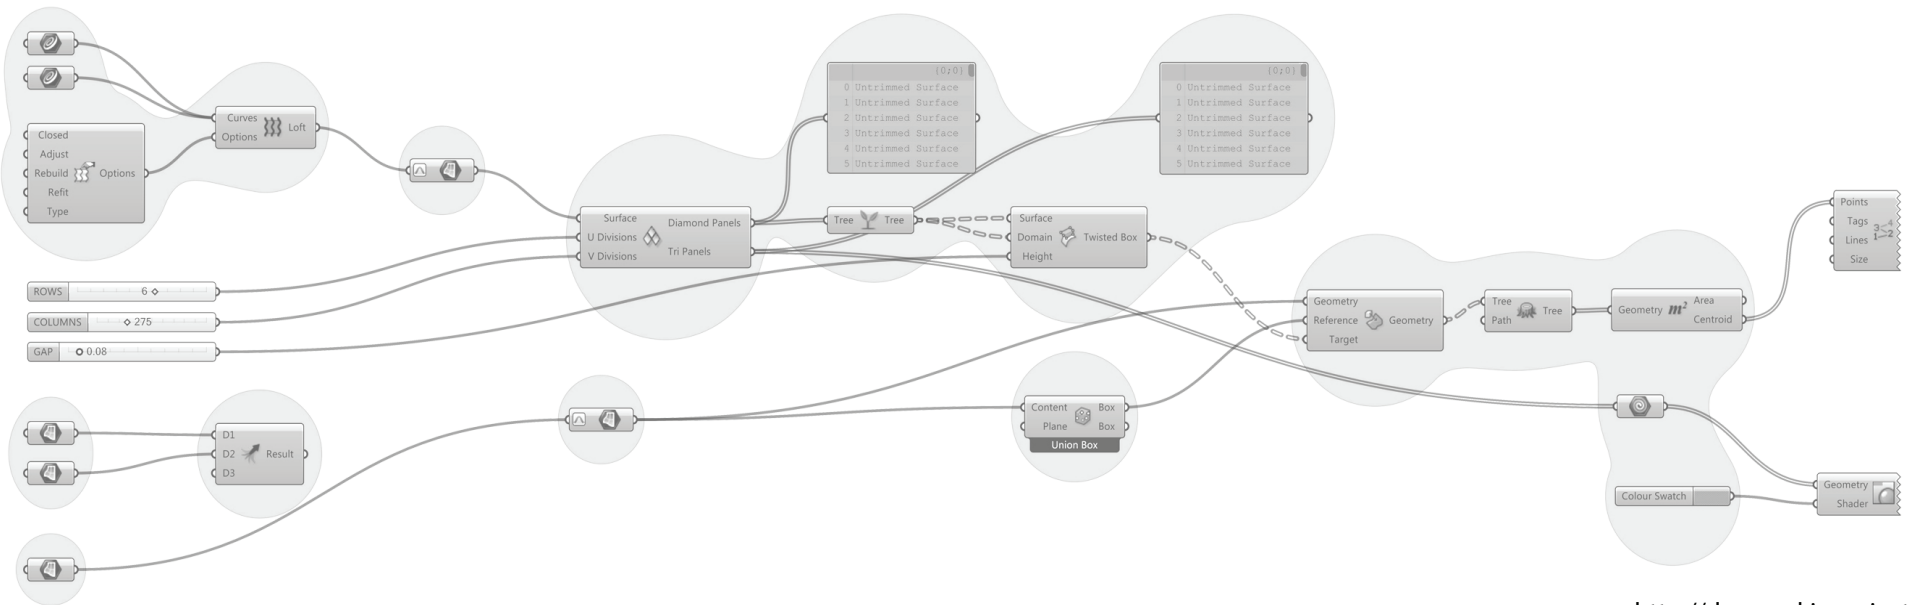 Closed
Adjust
Rebuild
Refit
Type
Options
Curves
Options
Loft
ROWS 6
COLUMNS 275
GAP 0.08
Surface
U Divisions
V Divisions
Diamond Panels
Tri Panels
{0;0}
0 Untrimmed Surface
1 Untrimmed Surface
2 Untrimmed Surface
3 Untrimmed Surface
4 Untrimmed Surface
5 Untrimmed Surface
Tree Tree
{0;0}
0 Untrimmed Surface
1 Untrimmed Surface
2 Untrimmed Surface
3 Untrimmed Surface
4 Untrimmed Surface
5 Untrimmed Surface
Surface
Domain
Height
Twisted Box
D1
D2
D3
Result
Content
Plane
Box
Box
Union Box
Geometry
Reference
Target
Geometry
Tree
Path
Tree
Geometry m²
Area
Centroid
Points
Tags
Lines
Size
3 4
1 2
Colour Swatch
Geometry
Shader